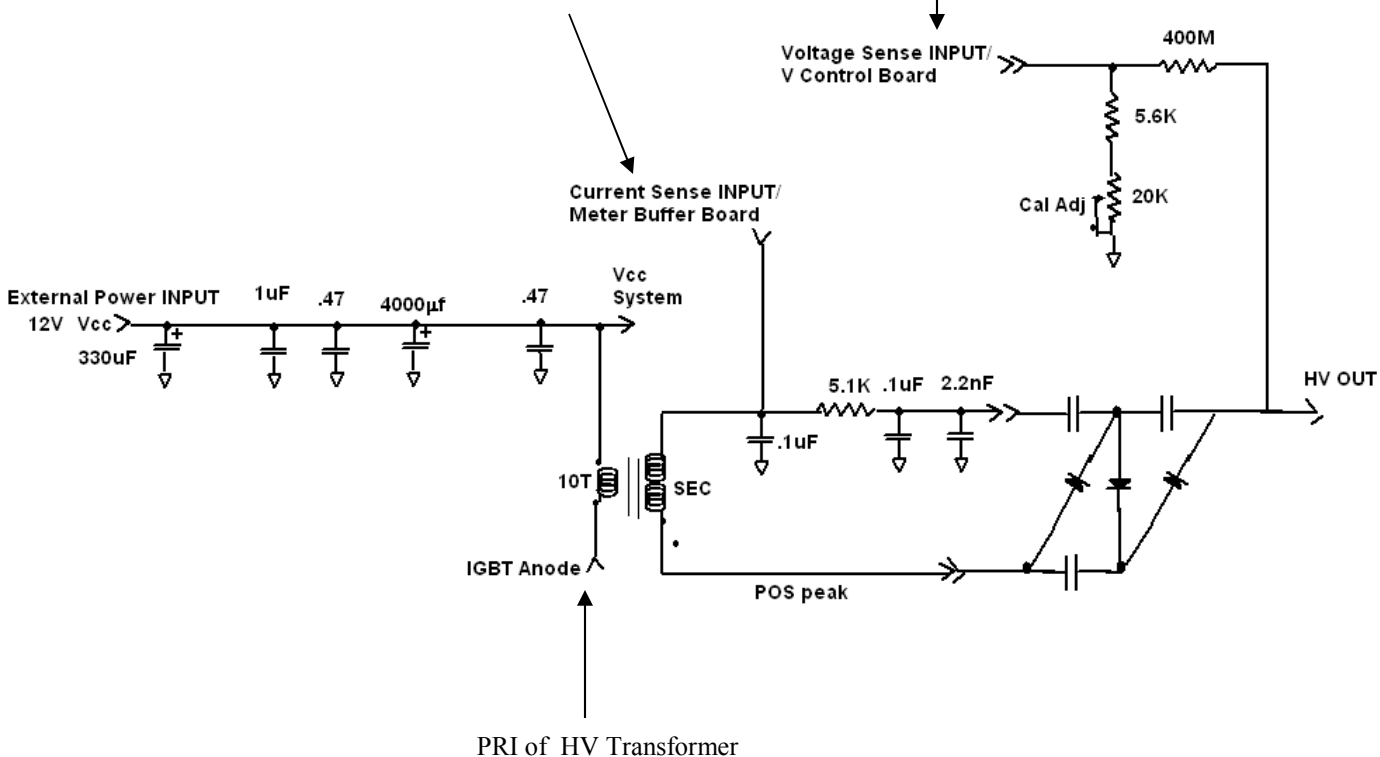 400M
Voltage Sense INPUT/
V Control Board
5.6K
20K
Cal Adj
Current Sense INPUT/
Meter Buffer Board
Vcc
System
External Power INPUT
12V Vcc
330uF
1uF
.47
4000µf
.47
10T
SEC
IGBT Anode
.1uF
5.1K
.1uF
2.2nF
HV OUT
POS peak
PRI of HV Transformer